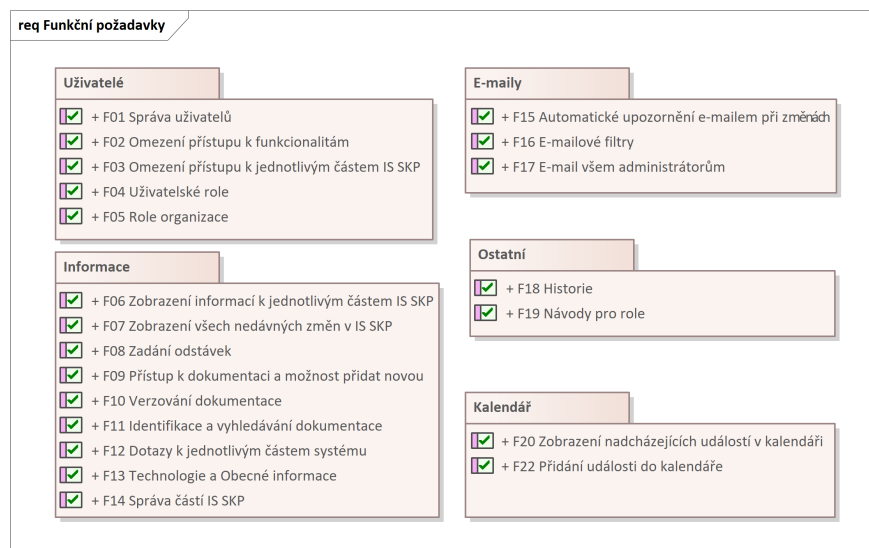 req Funkční požadavky
Uživatelé
+ F01 Správa uživatelů
+ F02 Omezení přístupu k funkcionalitám
+ F03 Omezení přístupu k jednotlivým částem IS SKP
+ F04 Uživatelské role
+ F05 Role organizace
Informace
+ F06 Zobrazení informací k jednotlivým částem IS SKP
+ F07 Zobrazení všech nedávných změn v IS SKP
+ F08 Zadání odstávek
+ F09 Přístup k dokumentaci a možnost přidat novou
+ F10 Verzování dokumentace
+ F11 Identifikace a vyhledávání dokumentace
+ F12 Dotazy k jednotlivým částem systému
+ F13 Technologie a Obecné informace
+ F14 Správa částí IS SKP
E-maily
+ F15 Automatické upozornění e-mailem při změnách
+ F16 E-mailové filtry
+ F17 E-mail všem administrátorům
Ostatní
+ F18 Historie
+ F19 Návody pro role
Kalendář
+ F20 Zobrazení nadcházejících událostí v kalendáři
+ F22 Přidání události do kalendáře